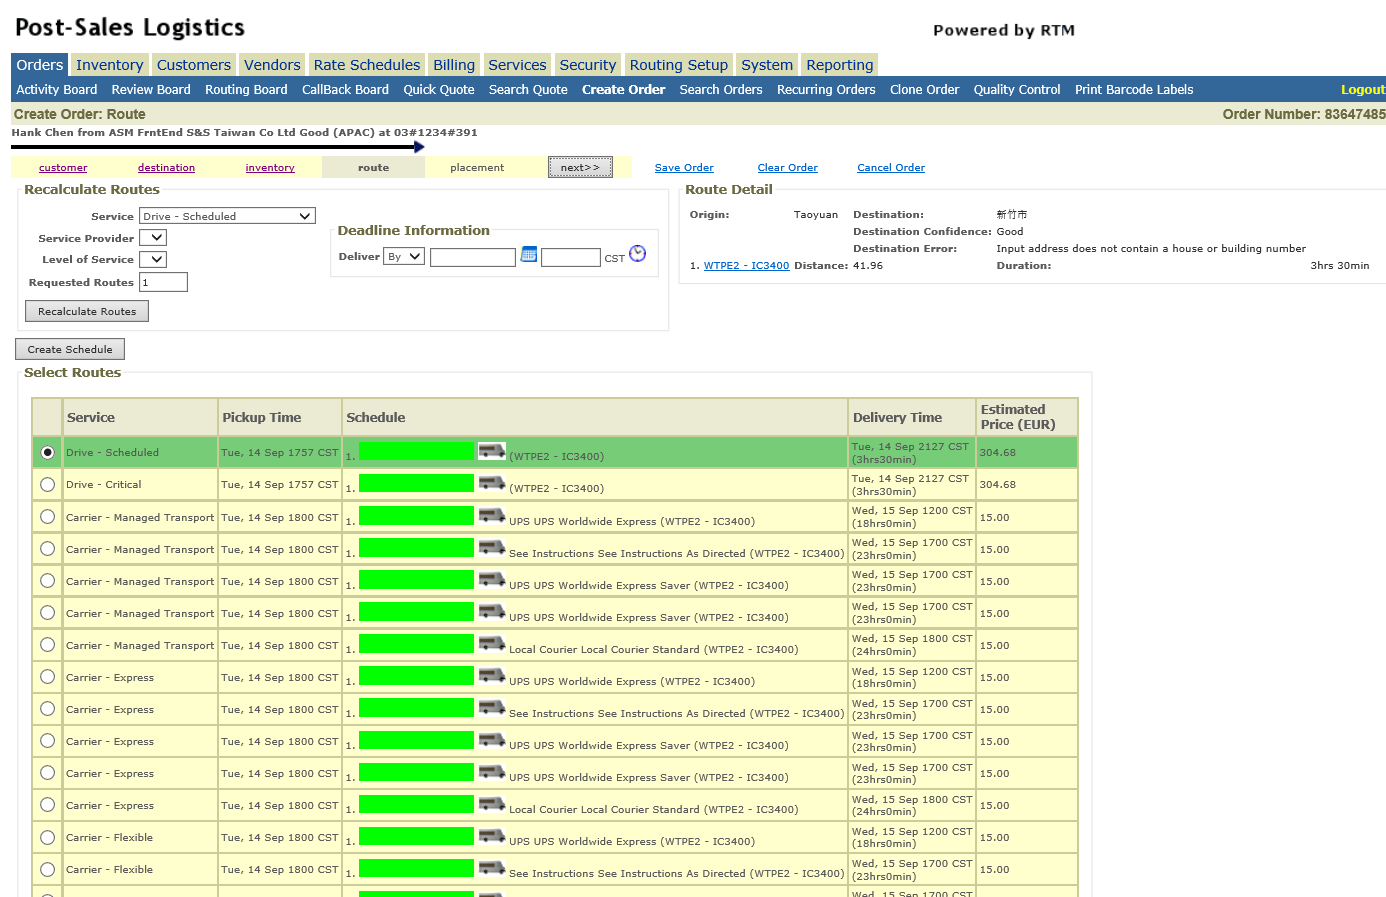 Post-Sales Logistics
Powered by RTM
Orders Inventory Customers Vendors Rate Schedules Billing Services Security Routing Setup System Reporting
Activity Board Review Board Routing Board CallBack Board Quick Quote Search Quote Create Order Search Orders Recurring Orders Clone Order Quality Control Print Barcode Labels Logout
Create Order: Route Order Number: 83647485
Hank Chen from ASM FrntEnd S&S Taiwan Co Ltd Good (APAC) at 03#1234#391
customer destination inventory route placement next>> Save Order Clear Order Cancel Order
Recalculate Routes
Service Drive - Scheduled
Service Provider
Level of Service
Requested Routes 1
Recalculate Routes
Deadline Information
Deliver By CST
Route Detail
Origin: Taoyuan Destination: 新竹市
Destination Confidence: Good
Destination Error: Input address does not contain a house or building number
1. WTPE2 - IC3400 Distance: 41.96 Duration: 3hrs 30min
Create Schedule
Select Routes
Service Pickup Time Schedule Delivery Time Estimated Price (EUR)
Drive - Scheduled Tue, 14 Sep 1757 CST 1. (WTPE2 - IC3400) Tue, 14 Sep 2127 CST (3hrs30min) 304.68
Drive - Critical Tue, 14 Sep 1757 CST 1. (WTPE2 - IC3400) Tue, 14 Sep 2127 CST (3hrs30min) 304.68
Carrier - Managed Transport Tue, 14 Sep 1800 CST 1. UPS UPS Worldwide Express (WTPE2 - IC3400) Wed, 15 Sep 1200 CST (18hrs0min) 15.00
Carrier - Managed Transport Tue, 14 Sep 1800 CST 1. See Instructions See Instructions As Directed (WTPE2 - IC3400) Wed, 15 Sep 1700 CST (23hrs0min) 15.00
Carrier - Managed Transport Tue, 14 Sep 1800 CST 1. UPS UPS Worldwide Express Saver (WTPE2 - IC3400) Wed, 15 Sep 1700 CST (23hrs0min) 15.00
Carrier - Managed Transport Tue, 14 Sep 1800 CST 1. UPS UPS Worldwide Express Saver (WTPE2 - IC3400) Wed, 15 Sep 1700 CST (23hrs0min) 15.00
Carrier - Managed Transport Tue, 14 Sep 1800 CST 1. Local Courier Local Courier Standard (WTPE2 - IC3400) Wed, 15 Sep 1800 CST (24hrs0min) 15.00
Carrier - Express Tue, 14 Sep 1800 CST 1. UPS UPS Worldwide Express (WTPE2 - IC3400) Wed, 15 Sep 1200 CST (18hrs0min) 15.00
Carrier - Express Tue, 14 Sep 1800 CST 1. See Instructions See Instructions As Directed (WTPE2 - IC3400) Wed, 15 Sep 1700 CST (23hrs0min) 15.00
Carrier - Express Tue, 14 Sep 1800 CST 1. UPS UPS Worldwide Express Saver (WTPE2 - IC3400) Wed, 15 Sep 1700 CST (23hrs0min) 15.00
Carrier - Express Tue, 14 Sep 1800 CST 1. UPS UPS Worldwide Express Saver (WTPE2 - IC3400) Wed, 15 Sep 1700 CST (23hrs0min) 15.00
Carrier - Express Tue, 14 Sep 1800 CST 1. Local Courier Local Courier Standard (WTPE2 - IC3400) Wed, 15 Sep 1800 CST (24hrs0min) 15.00
Carrier - Flexible Tue, 14 Sep 1800 CST 1. UPS UPS Worldwide Express (WTPE2 - IC3400) Wed, 15 Sep 1200 CST (18hrs0min) 15.00
Carrier - Flexible Tue, 14 Sep 1800 CST 1. See Instructions See Instructions As Directed (WTPE2 - IC3400) Wed, 15 Sep 1700 CST (23hrs0min) 15.00
Wed, 15 Sep 1700 CST